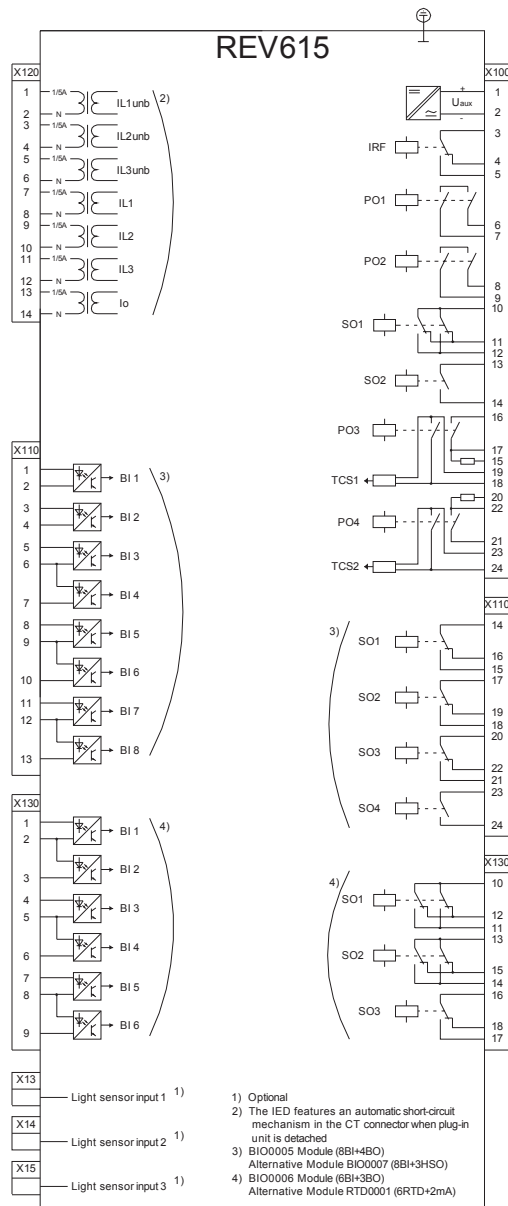 REV615
X120
1 1/5A IL1unb 2)
2 N
3 1/5A IL2unb
4 N
5 1/5A IL3unb
6 N
7 1/5A IL1
8 N
9 1/5A IL2
10 N
11 1/5A IL3
12 N
13 1/5A Io
14 N
X110
1 BI 1 3)
2
3 BI 2
4
5 BI 3
6
BI 4
7
8 BI 5
9
BI 6
10
11 BI 7
12
BI 8
13
X130
1 BI 1 4)
2
BI 2
3
4 BI 3
5
BI 4
6
7 BI 5
8
BI 6
9
X13
Light sensor input 1 1)
X14
Light sensor input 2 1)
X15
Light sensor input 3 1)
X100
+ 1
Uaux
- 2
3
IRF
4
5
PO1
6
7
PO2
8
9
10
SO1
11
12
13
SO2
14
16
PO3
17
15
19
TCS1 18
20
22
PO4
21
23
TCS2 24
X110
3) 14
SO1
16
15
17
SO2
19
18
20
SO3
22
21
23
SO4
24
X130
4) 10
SO1
12
11
13
SO2
15
14
16
SO3
18
17
1) Optional
2) The IED features an automatic short-circuit
mechanism in the CT connector when plug-in
unit is detached
3) BIO0005 Module (8BI+4BO)
Alternative Module BIO0007 (8BI+3HSO)
4) BIO0006 Module (6BI+3BO)
Alternative Module RTD0001 (6RTD+2mA)